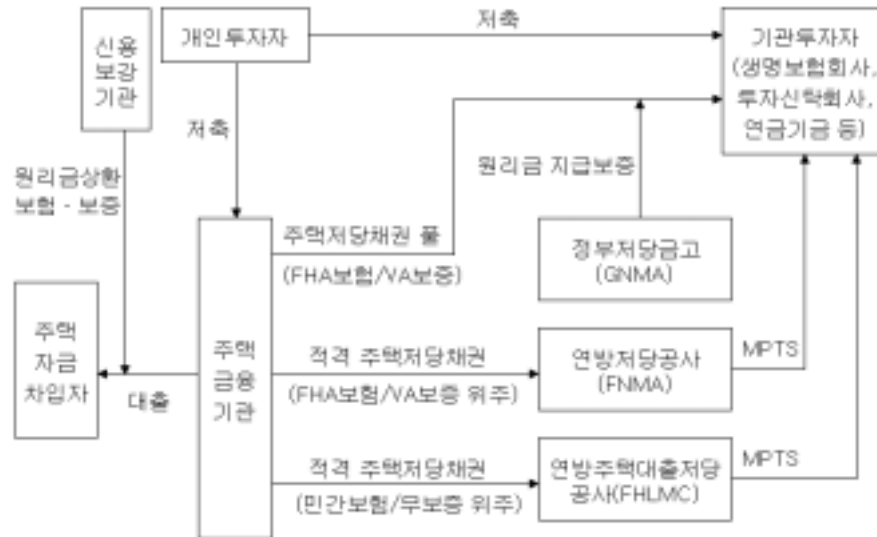 신용
보강
기관
개인투자자
저축
기관투자자
(생명보험회사,
투자신탁회사,
연금기금 등)
저축
원리금상환
보험 - 보증
원리금 지급보증
주택저당채권 풀
(FHA보험/VA보증)
정부저당금고
(GNMA)
주택
자금
차입자
대출
주택
금융
기관
적격 주택저당채권
(FHA보험/VA보증 위주)
연방저당공사
(FNMA)
MPTS
적격 주택저당채권
(민간보험/무보증 위주)
연방주택대출저당
공사(FHLMC)
MPTS